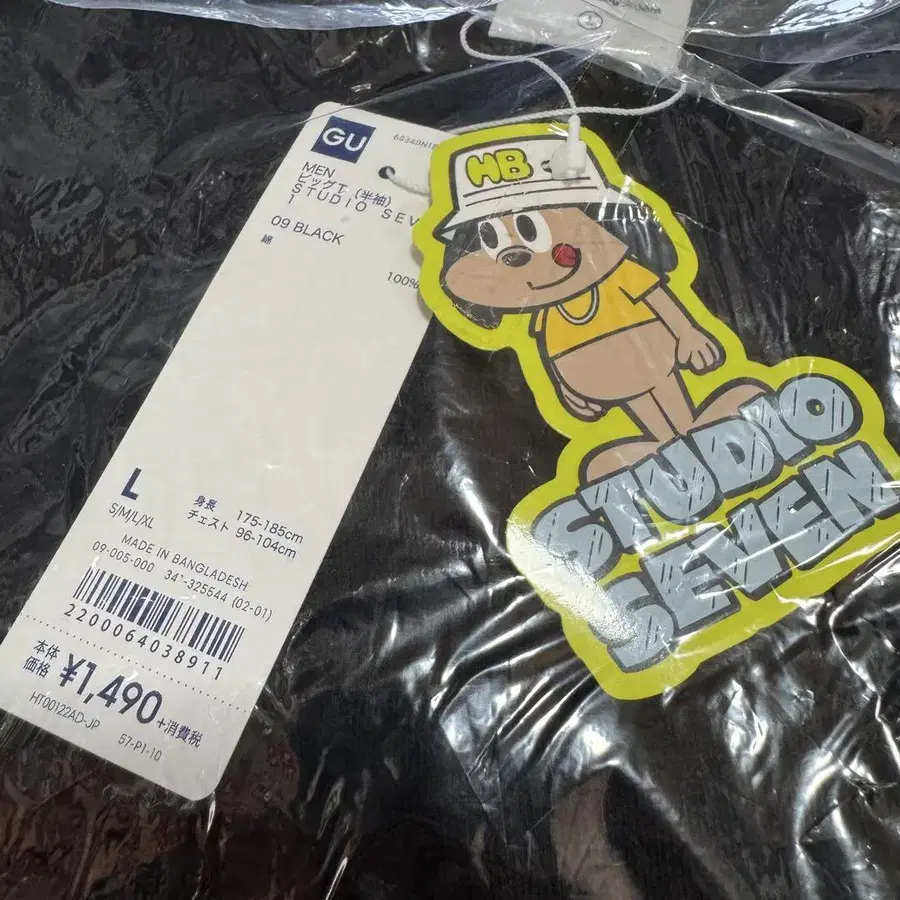 GU
MEN
ビッグT (半袖)
STUDIO SEV
1
09 BLACK
綿
100%
L
S/M/L/XL
身長 175-185cm
チェスト 96-104cm
MADE IN BANGLADESH
09-005-000 34*-325544 (02-01)
2200064038911
本体
価格 ¥1,490 +消費税
HT00122AD-JP 57-P1-10
HB
STUDIO
SEVEN